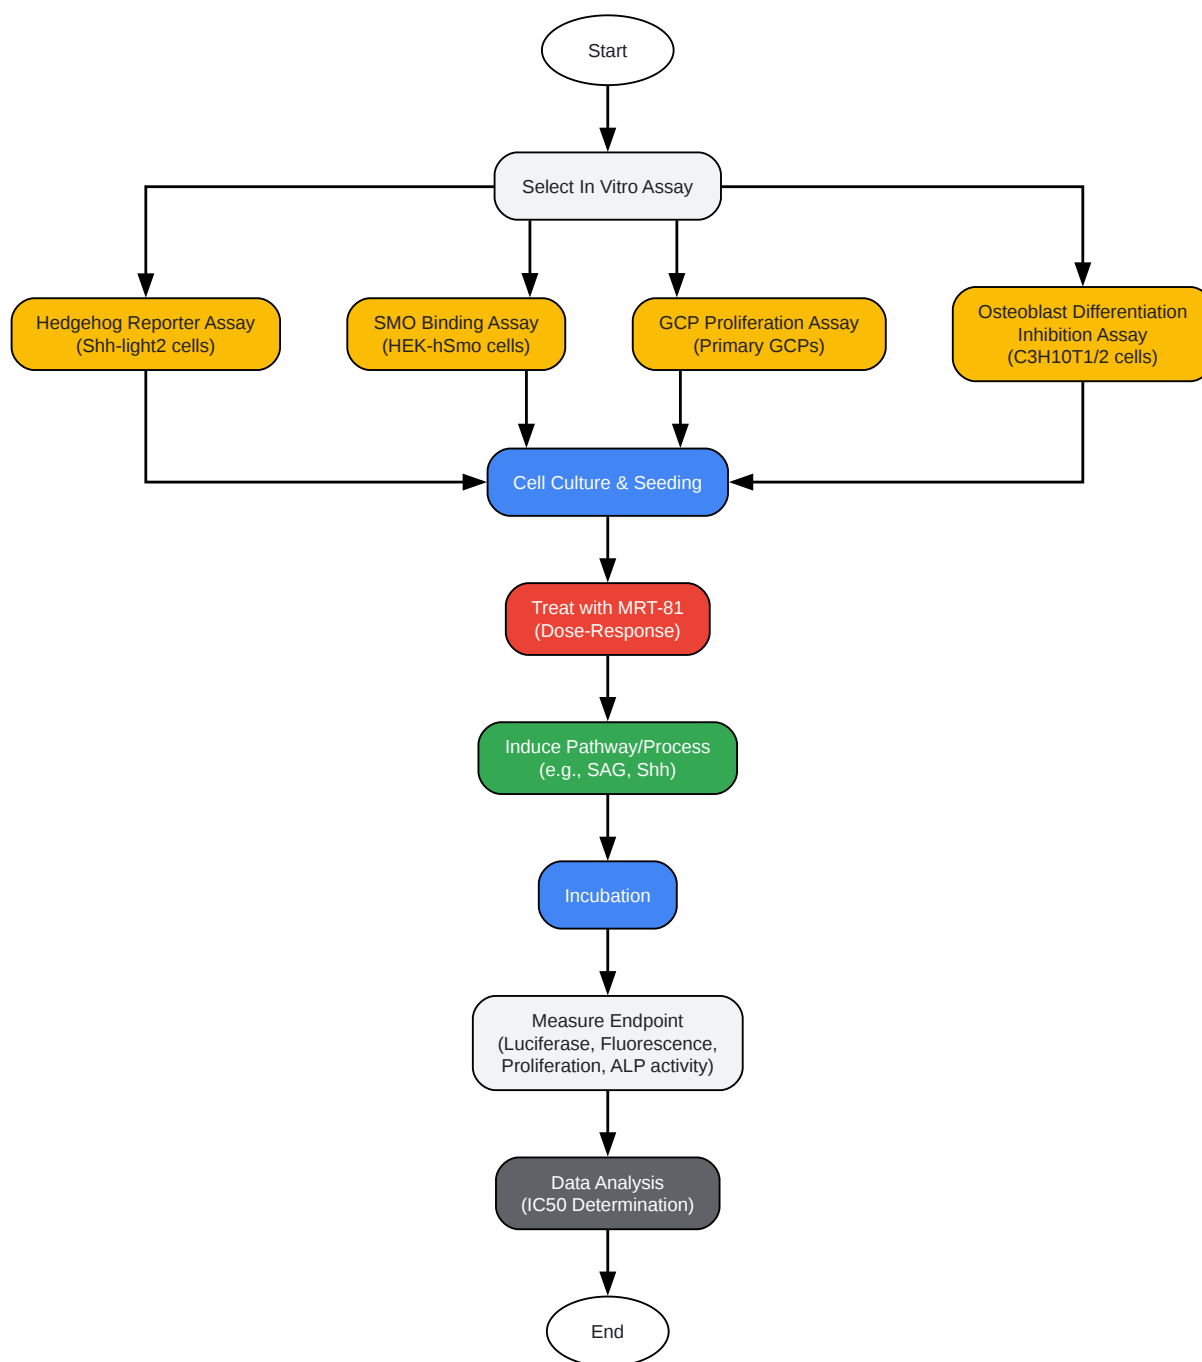 Start
Select In Vitro Assay
Hedgehog Reporter Assay
(Shh-light2 cells)
SMO Binding Assay
(HEK-hSmo cells)
GCP Proliferation Assay
(Primary GCPs)
Osteoblast Differentiation
Inhibition Assay
(C3H10T1/2 cells)
Cell Culture & Seeding
Treat with MRT-81
(Dose-Response)
Induce Pathway/Process
(e.g., SAG, Shh)
Incubation
Measure Endpoint
(Luciferase, Fluorescence,
Proliferation, ALP activity)
Data Analysis
(IC50 Determination)
End